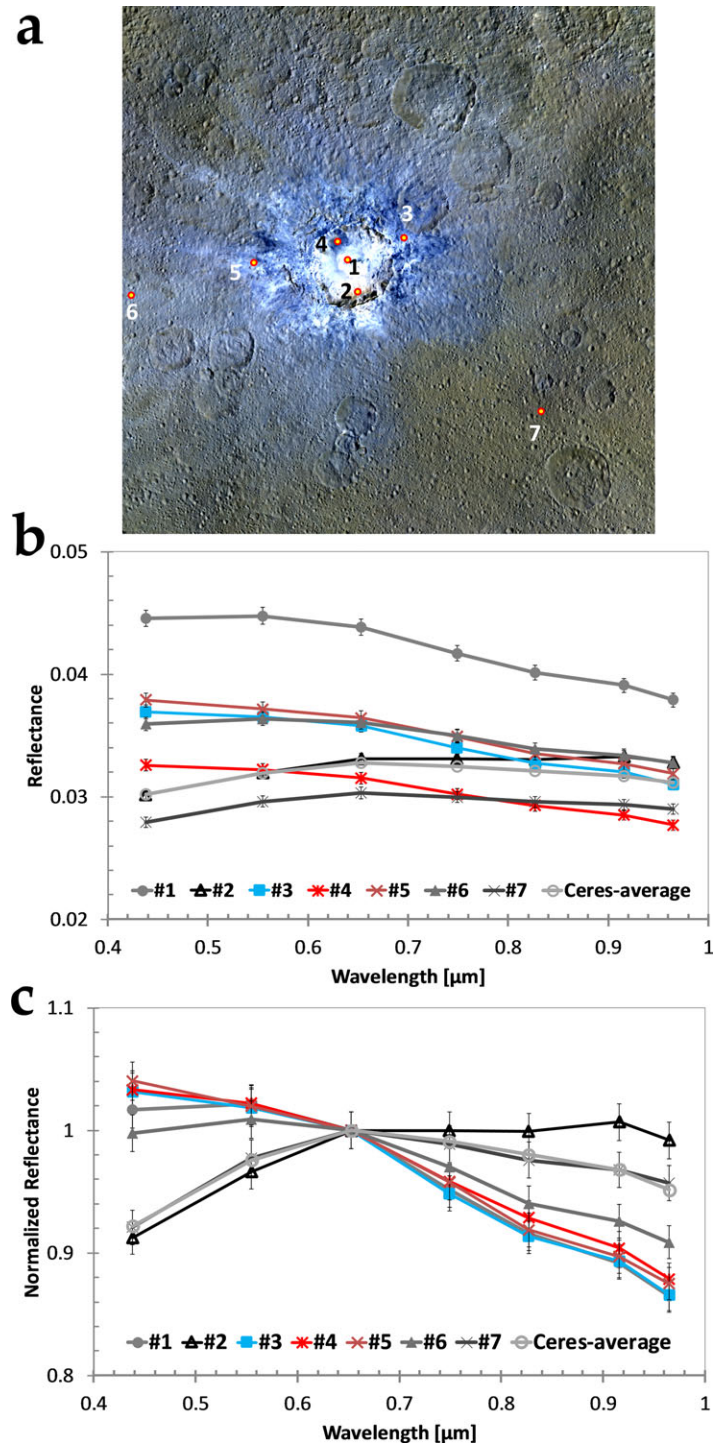 a
3
4
1
5
2
6
7
b
0.05
0.04
Reflectance
0.03
#1 #2 #3 #4 #5 #6 #7 Ceres-average
0.02
0.4 0.5 0.6 0.7 0.8 0.9 1
Wavelength [µm]
c
1.1
Normalized Reflectance
1
0.9
#1 #2 #3 #4 #5 #6 #7 Ceres-average
0.8
0.4 0.5 0.6 0.7 0.8 0.9 1
Wavelength [µm]